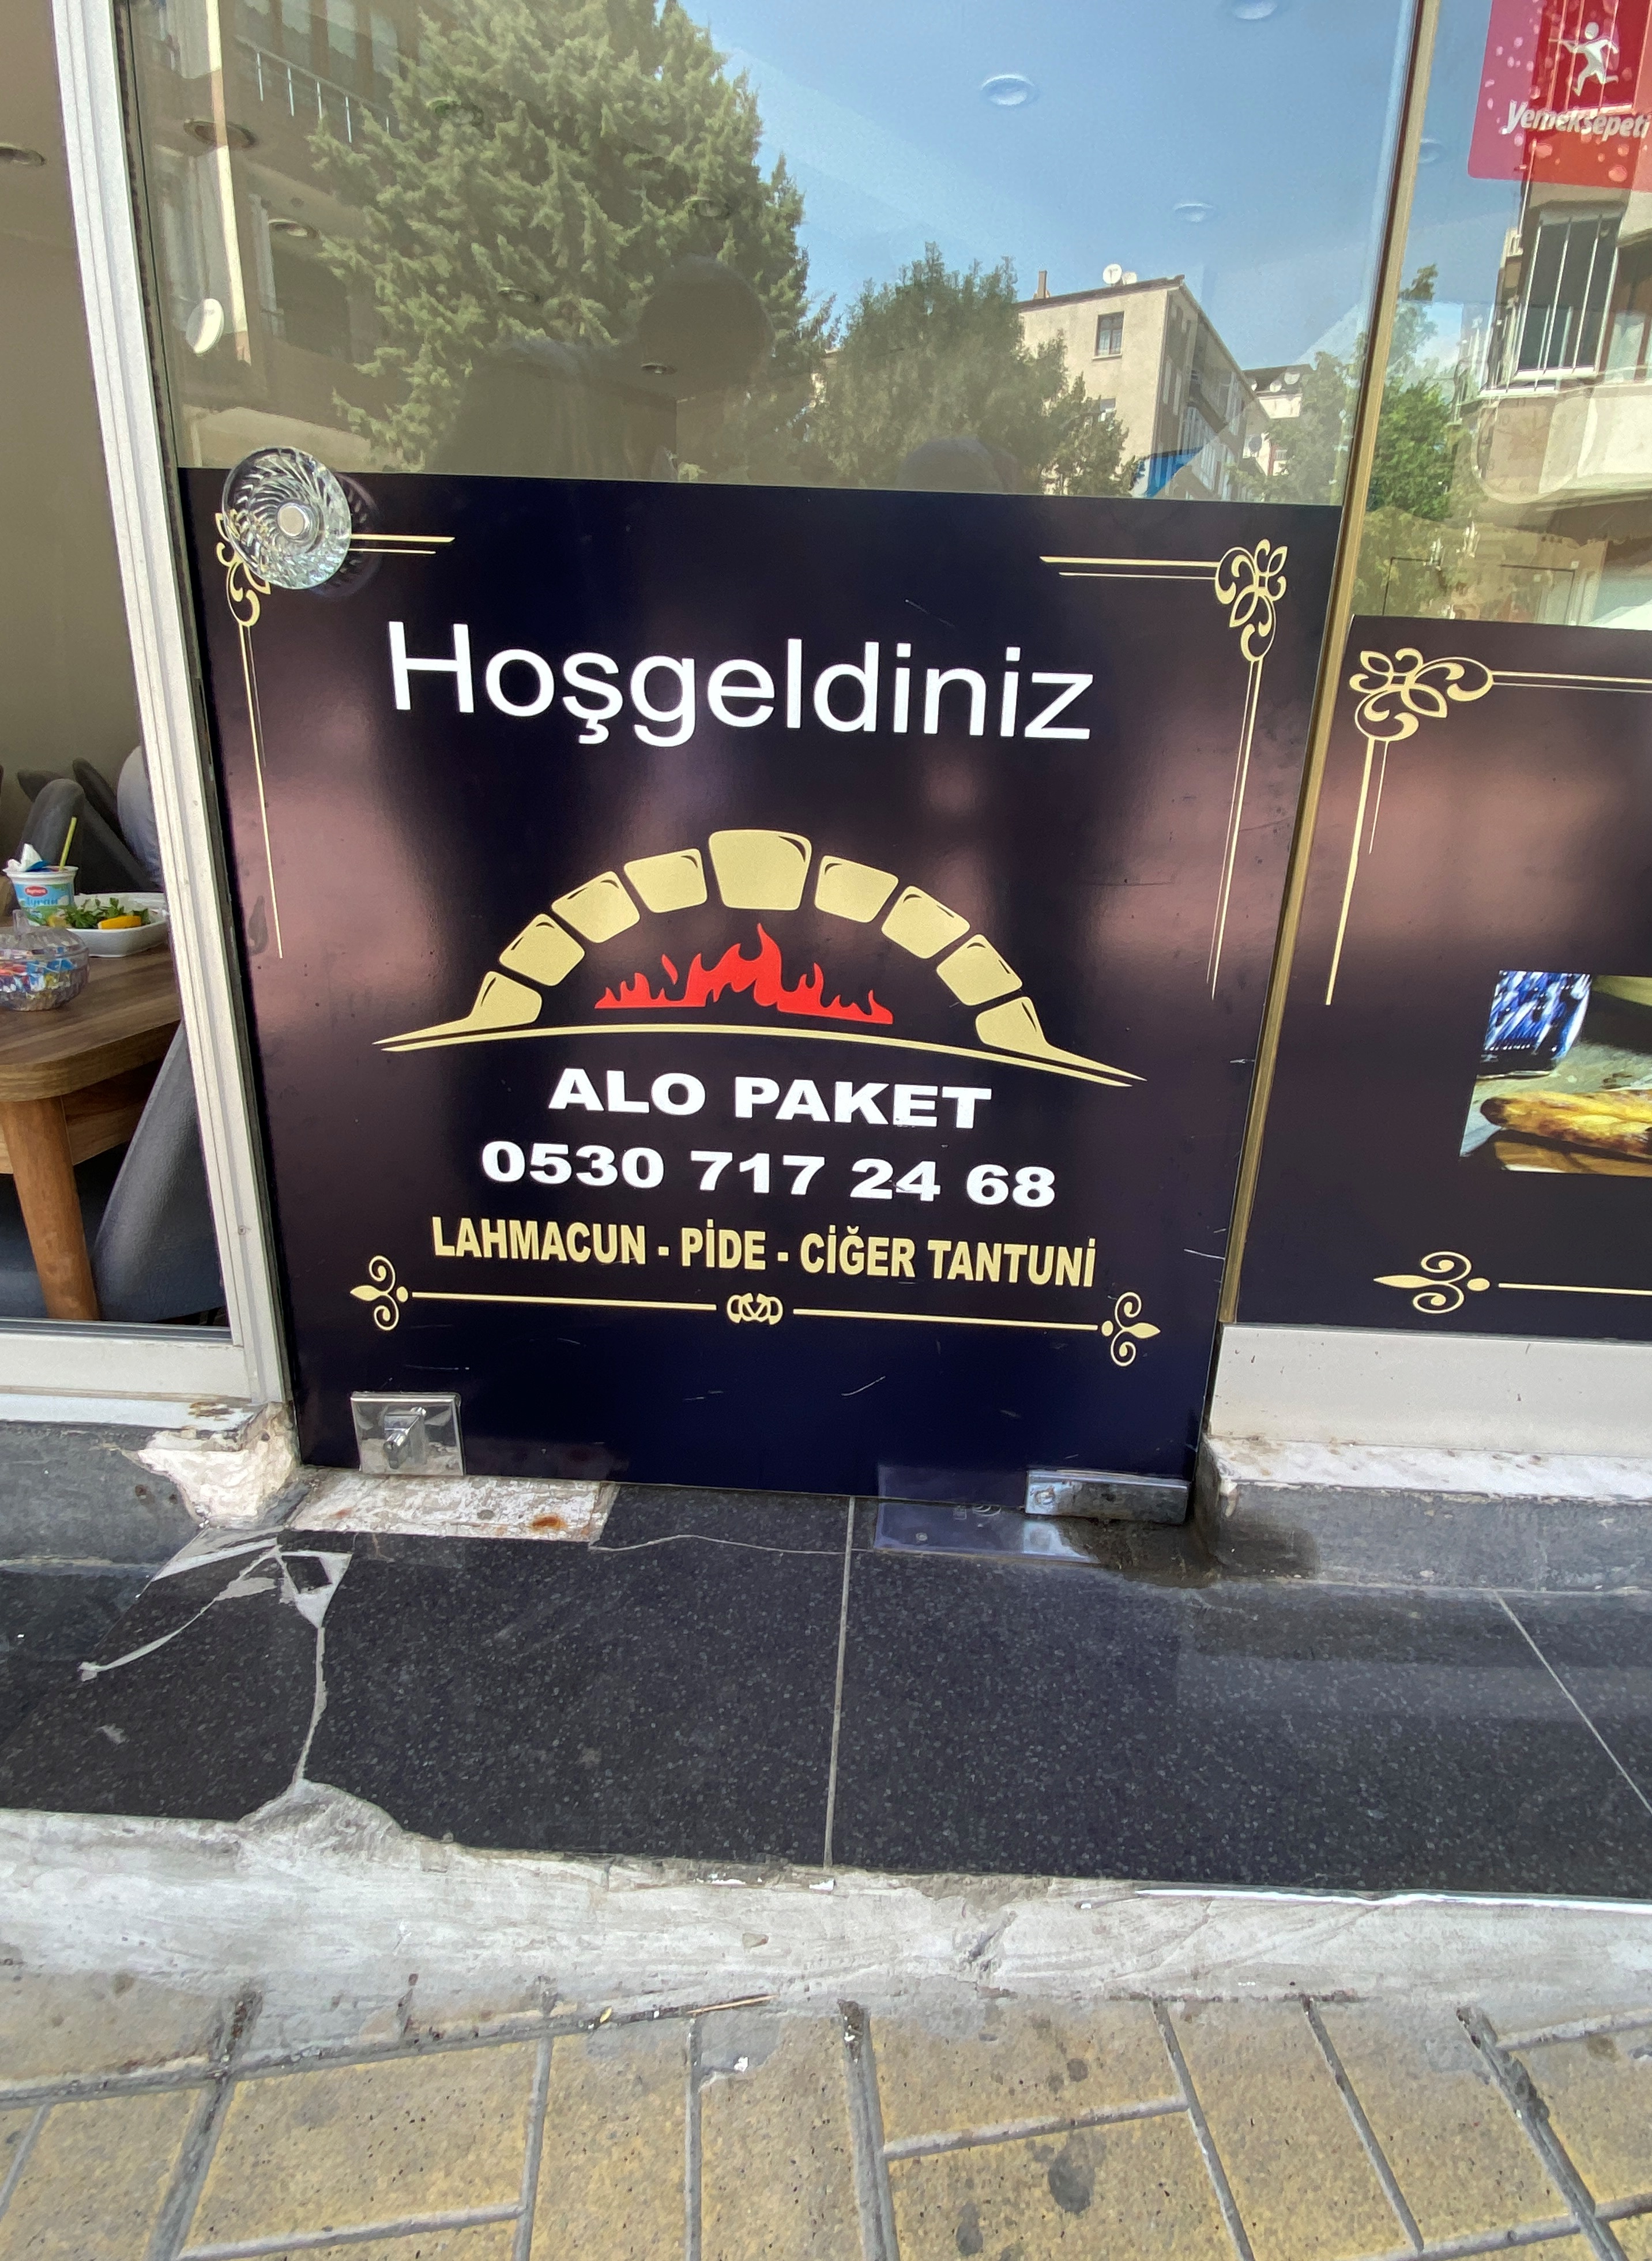 Yemeksepeti
Hoşgeldiniz
ALO PAKET
0530 717 24 68
LAHMACUN - PİDE - CİĞER TANTUNİ